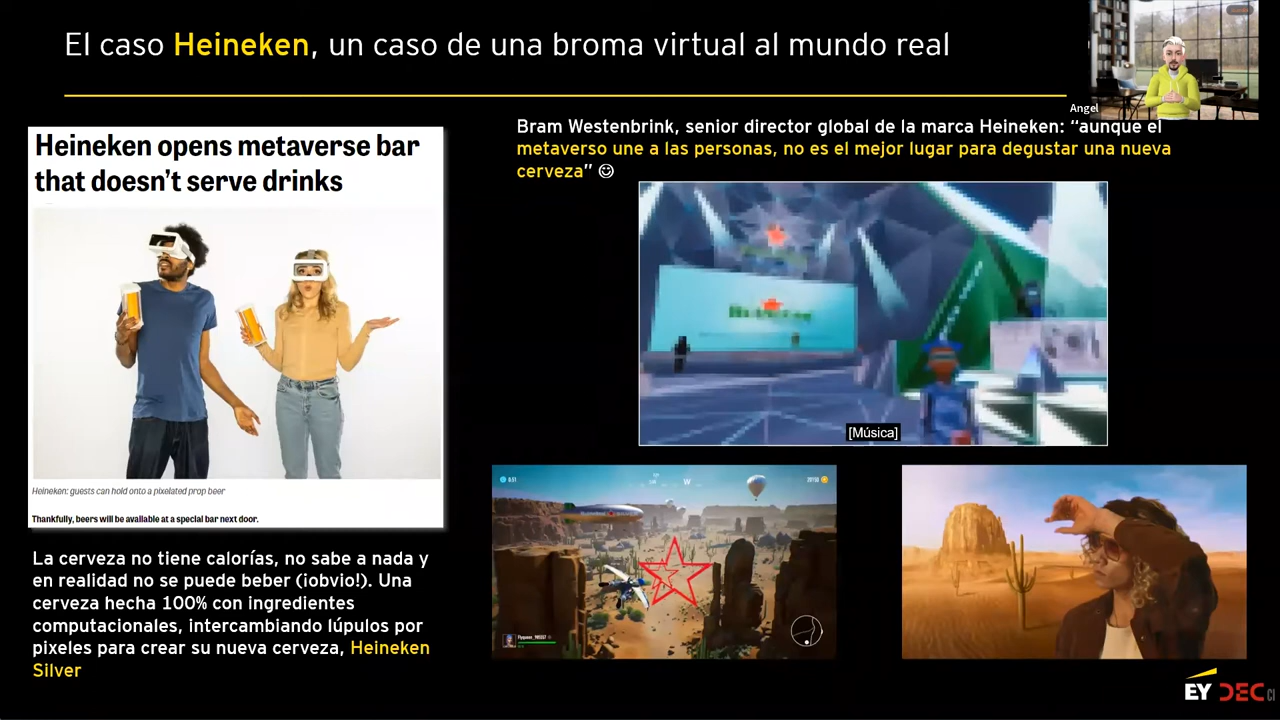 El caso Heineken, un caso de una broma virtual al mundo real
Angel
Heineken opens metaverse bar
that doesn't serve drinks
Heineken: guests can hold onto a pixelated prop beer
Thankfully, beers will be available at a special bar next door.
La cerveza no tiene calorías, no sabe a nada y
en realidad no se puede beber (¡obvio!). Una
cerveza hecha 100% con ingredientes
computacionales, intercambiando lúpulos por
pixeles para crear su nueva cerveza, Heineken
Silver
Bram Westenbrink, senior director global de la marca Heineken: "aunque el
metaverso une a las personas, no es el mejor lugar para degustar una nueva
cerveza" ☺
[Música]
W
EY DEC